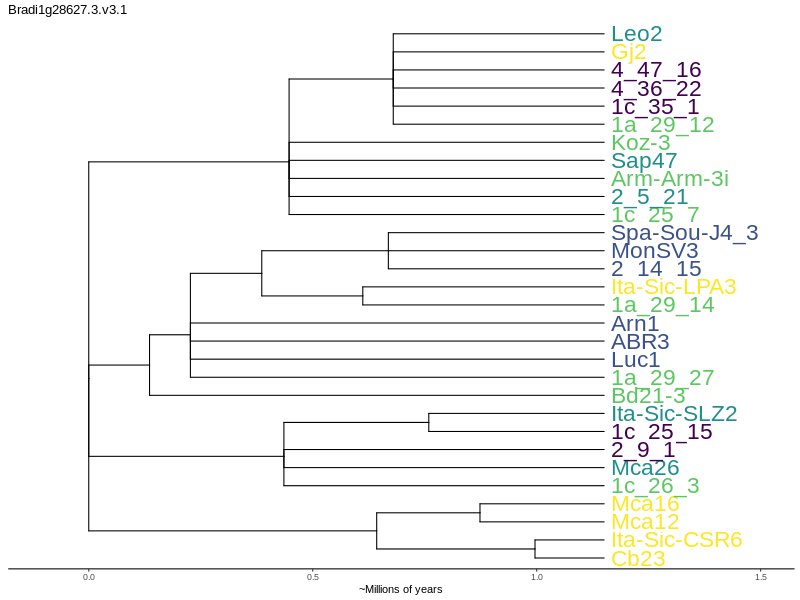 Bradi1g28627.3.v3.1
Leo2
Gj2
4_47_16
4_36_22
1c_35_1
1a_29_12
Koz-3
Sap47
Arm-Arm-3i
2_5_21
1c_25_7
Spa-Sou-J4_3
MonSV3
2_14_15
Ita-Sic-LPA3
1a_29_14
Arn1
ABR3
Luc1
1a_29_27
Bd21-3
Ita-Sic-SLZ2
1c_25_15
2_9_1
Mca26
1c_26_3
Mca16
Mca12
Ita-Sic-CSR6
Cb23
0.0 0.5 1.0 1.5
~Millions of years